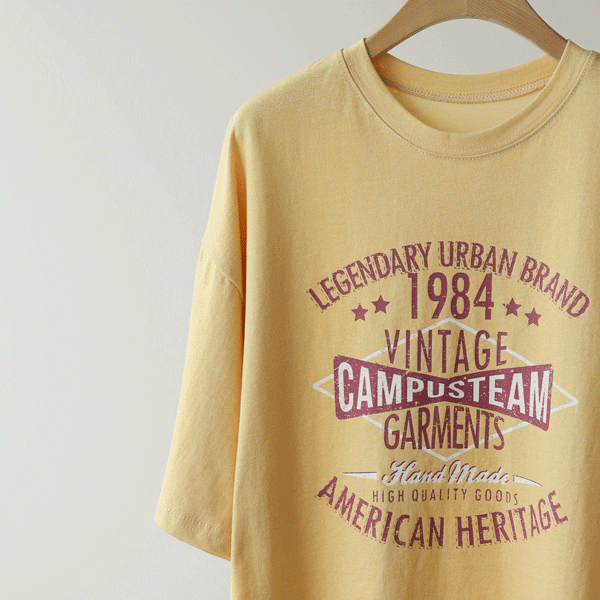 LEGENDARY URBAN BRAND
1984
VINTAGE
CAMPUSTEAM
GARMENTS
Hand Made
HIGH QUALITY GOODS
AMERICAN HERITAGE